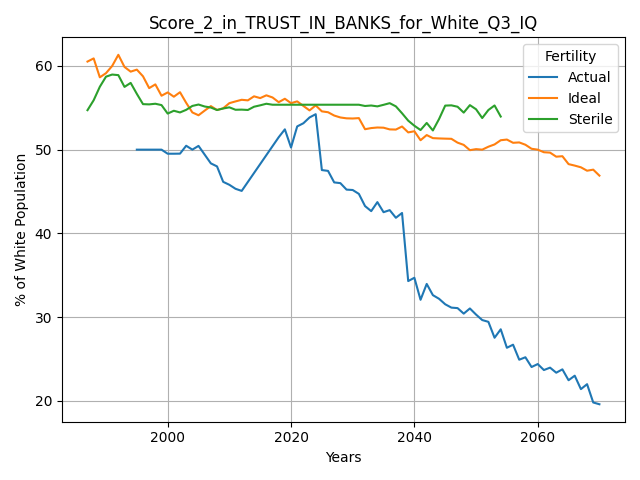 Score_2_in_TRUST_IN_BANKS_for_White_Q3_IQ
Fertility
Actual
Ideal
Sterile
% of White Population
60
50
40
30
20
2000
2020
2040
2060
Years